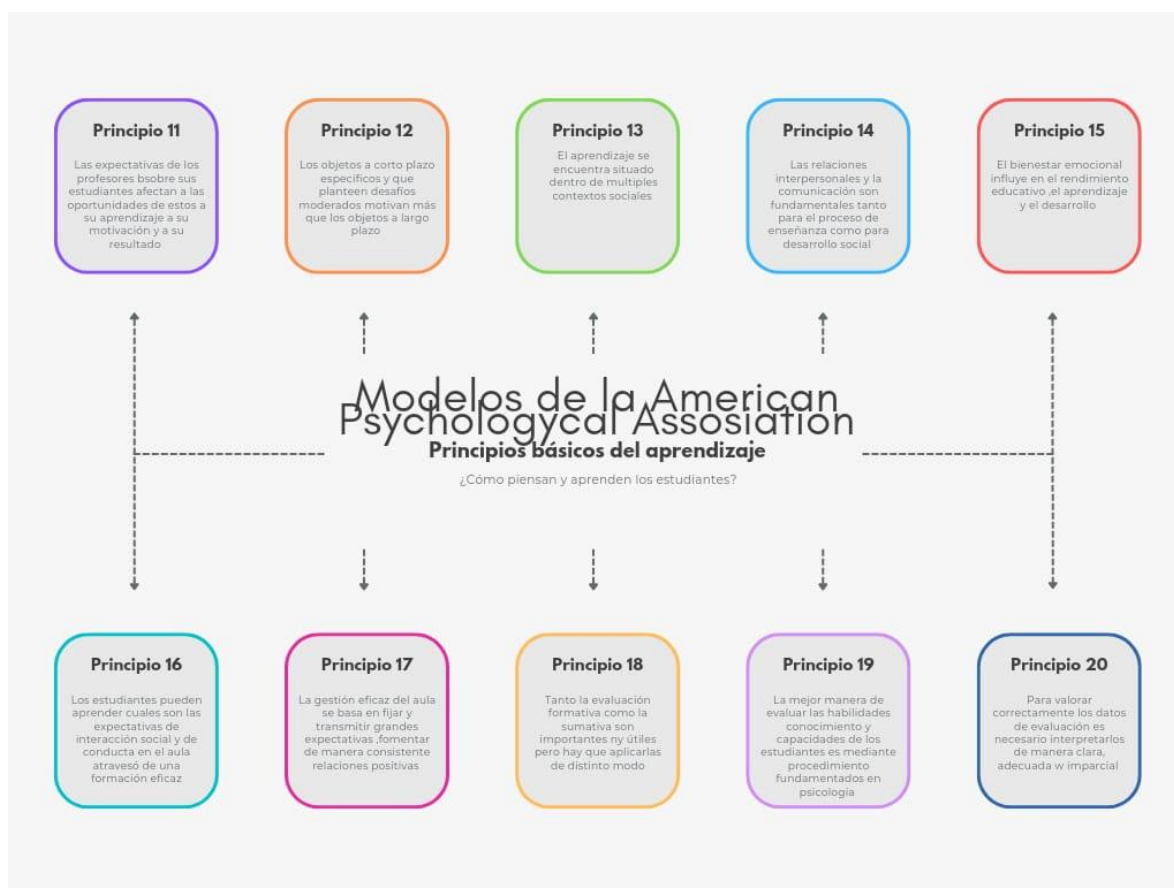 Principio 11
Las expectativas de los
profesores bsobre sus
estudiantes afectan a las
oportunidades de estos a
su aprendizaje a su
motivación y a su
resultado
Principio 12
Los objetos a corto plazo
especificos y que
planteen desafíos
moderados motivan más
que los objetos a largo
plazo
Principio 13
El aprendizaje se
encuentra situado
dentro de multiples
contextos sociales
Principio 14
Las relaciones
interpersonales y la
comunicación son
fundamentales tanto
para el proceso de
enseñanza como para
desarrollo social
Principio 15
El bienestar emocional
influye en el rendimiento
educativo ,el aprendizaje
y el desarrollo
Modelos de la American
Psychologycal Assosiation
Principios básicos del aprendizaje
¿Cómo piensan y aprenden los estudiantes?
Principio 16
Los estudiantes pueden
aprender cuales son las
expectativas de
interacción social y de
conducta en el aula
atravesó de una
formación eficaz
Principio 17
La gestión eficaz del aula
se basa en fijar y
transmitir grandes
expectativas ,fomentar
de manera consistente
relaciones positivas
Principio 18
Tanto la evaluación
formativa como la
sumativa son
importantes ny útiles
pero hay que aplicarlas
de distinto modo
Principio 19
La mejor manera de
evaluar las habilidades
conocimiento y
capacidades de los
estudiantes es mediante
procedimiento
fundamentados en
psicología
Principio 20
Para valorar
correctamente los datos
de evaluación es
necesario interpretarlos
de manera clara,
adecuada w imparcial